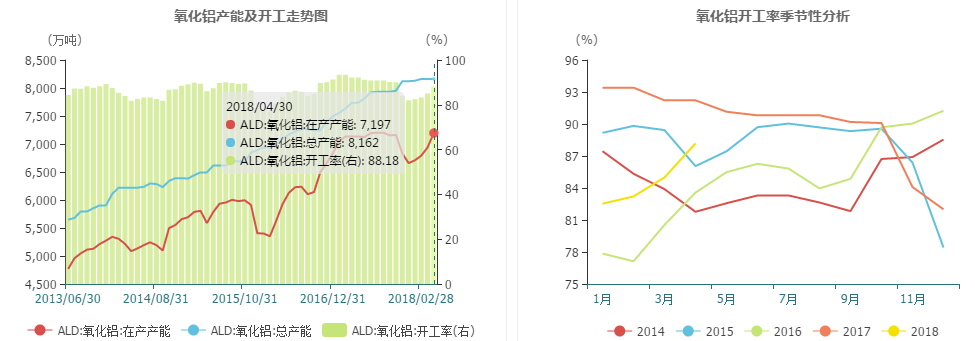 氧化铝产能及开工走势图
(万吨)
(%)
8,500
8,000
7,500
7,000
6,500
6,000
5,500
5,000
4,500
100
80
60
40
20
0
2018/04/30
ALD:氧化铝:在产产能: 7,197
ALD:氧化铝:总产能: 8,162
ALD:氧化铝:开工率(右): 88.18
2013/06/30
2014/08/31
2015/10/31
2016/12/31
2018/02/28
ALD:氧化铝:在产产能
ALD:氧化铝:总产能
ALD:氧化铝:开工率(右)
氧化铝开工率季节性分析
(%)
96
93
90
87
84
81
78
75
1月
3月
5月
7月
9月
11月
2014
2015
2016
2017
2018